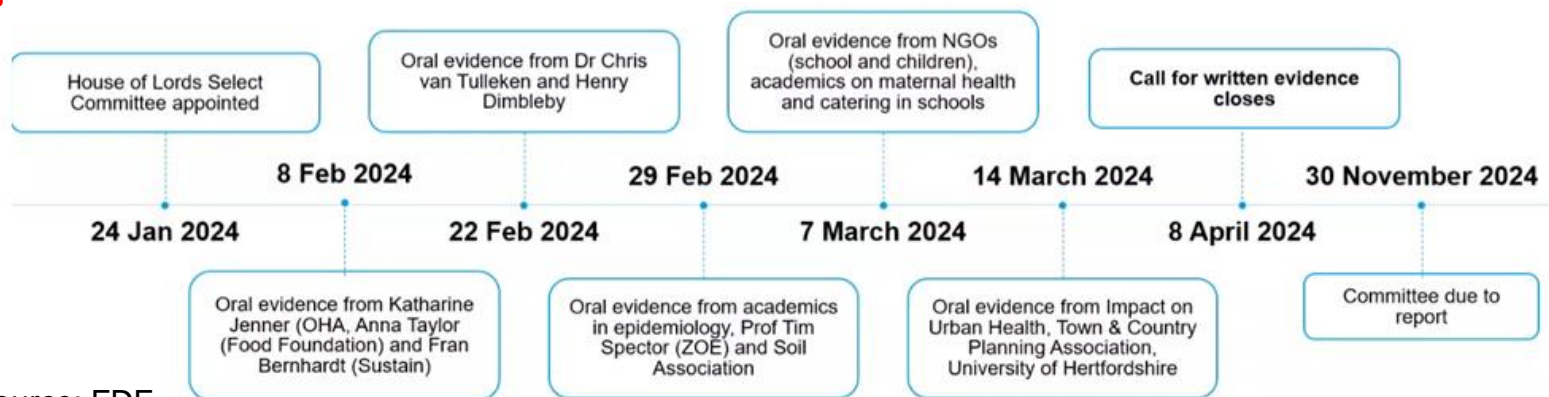 House of Lords Select
Committee appointed
24 Jan 2024
8 Feb 2024
Oral evidence from Katharine
Jenner (OHA, Anna Taylor
(Food Foundation) and Fran
Bernhardt (Sustain)
Oral evidence from Dr Chris
van Tulleken and Henry
Dimbleby
22 Feb 2024
29 Feb 2024
Oral evidence from academics
in epidemiology, Prof Tim
Spector (ZOE) and Soil
Association
Oral evidence from NGOs
(school and children),
academics on maternal health
and catering in schools
7 March 2024
14 March 2024
Oral evidence from Impact on
Urban Health, Town & Country
Planning Association,
University of Hertfordshire
Call for written evidence
closes
8 April 2024
30 November 2024
Committee due to
report